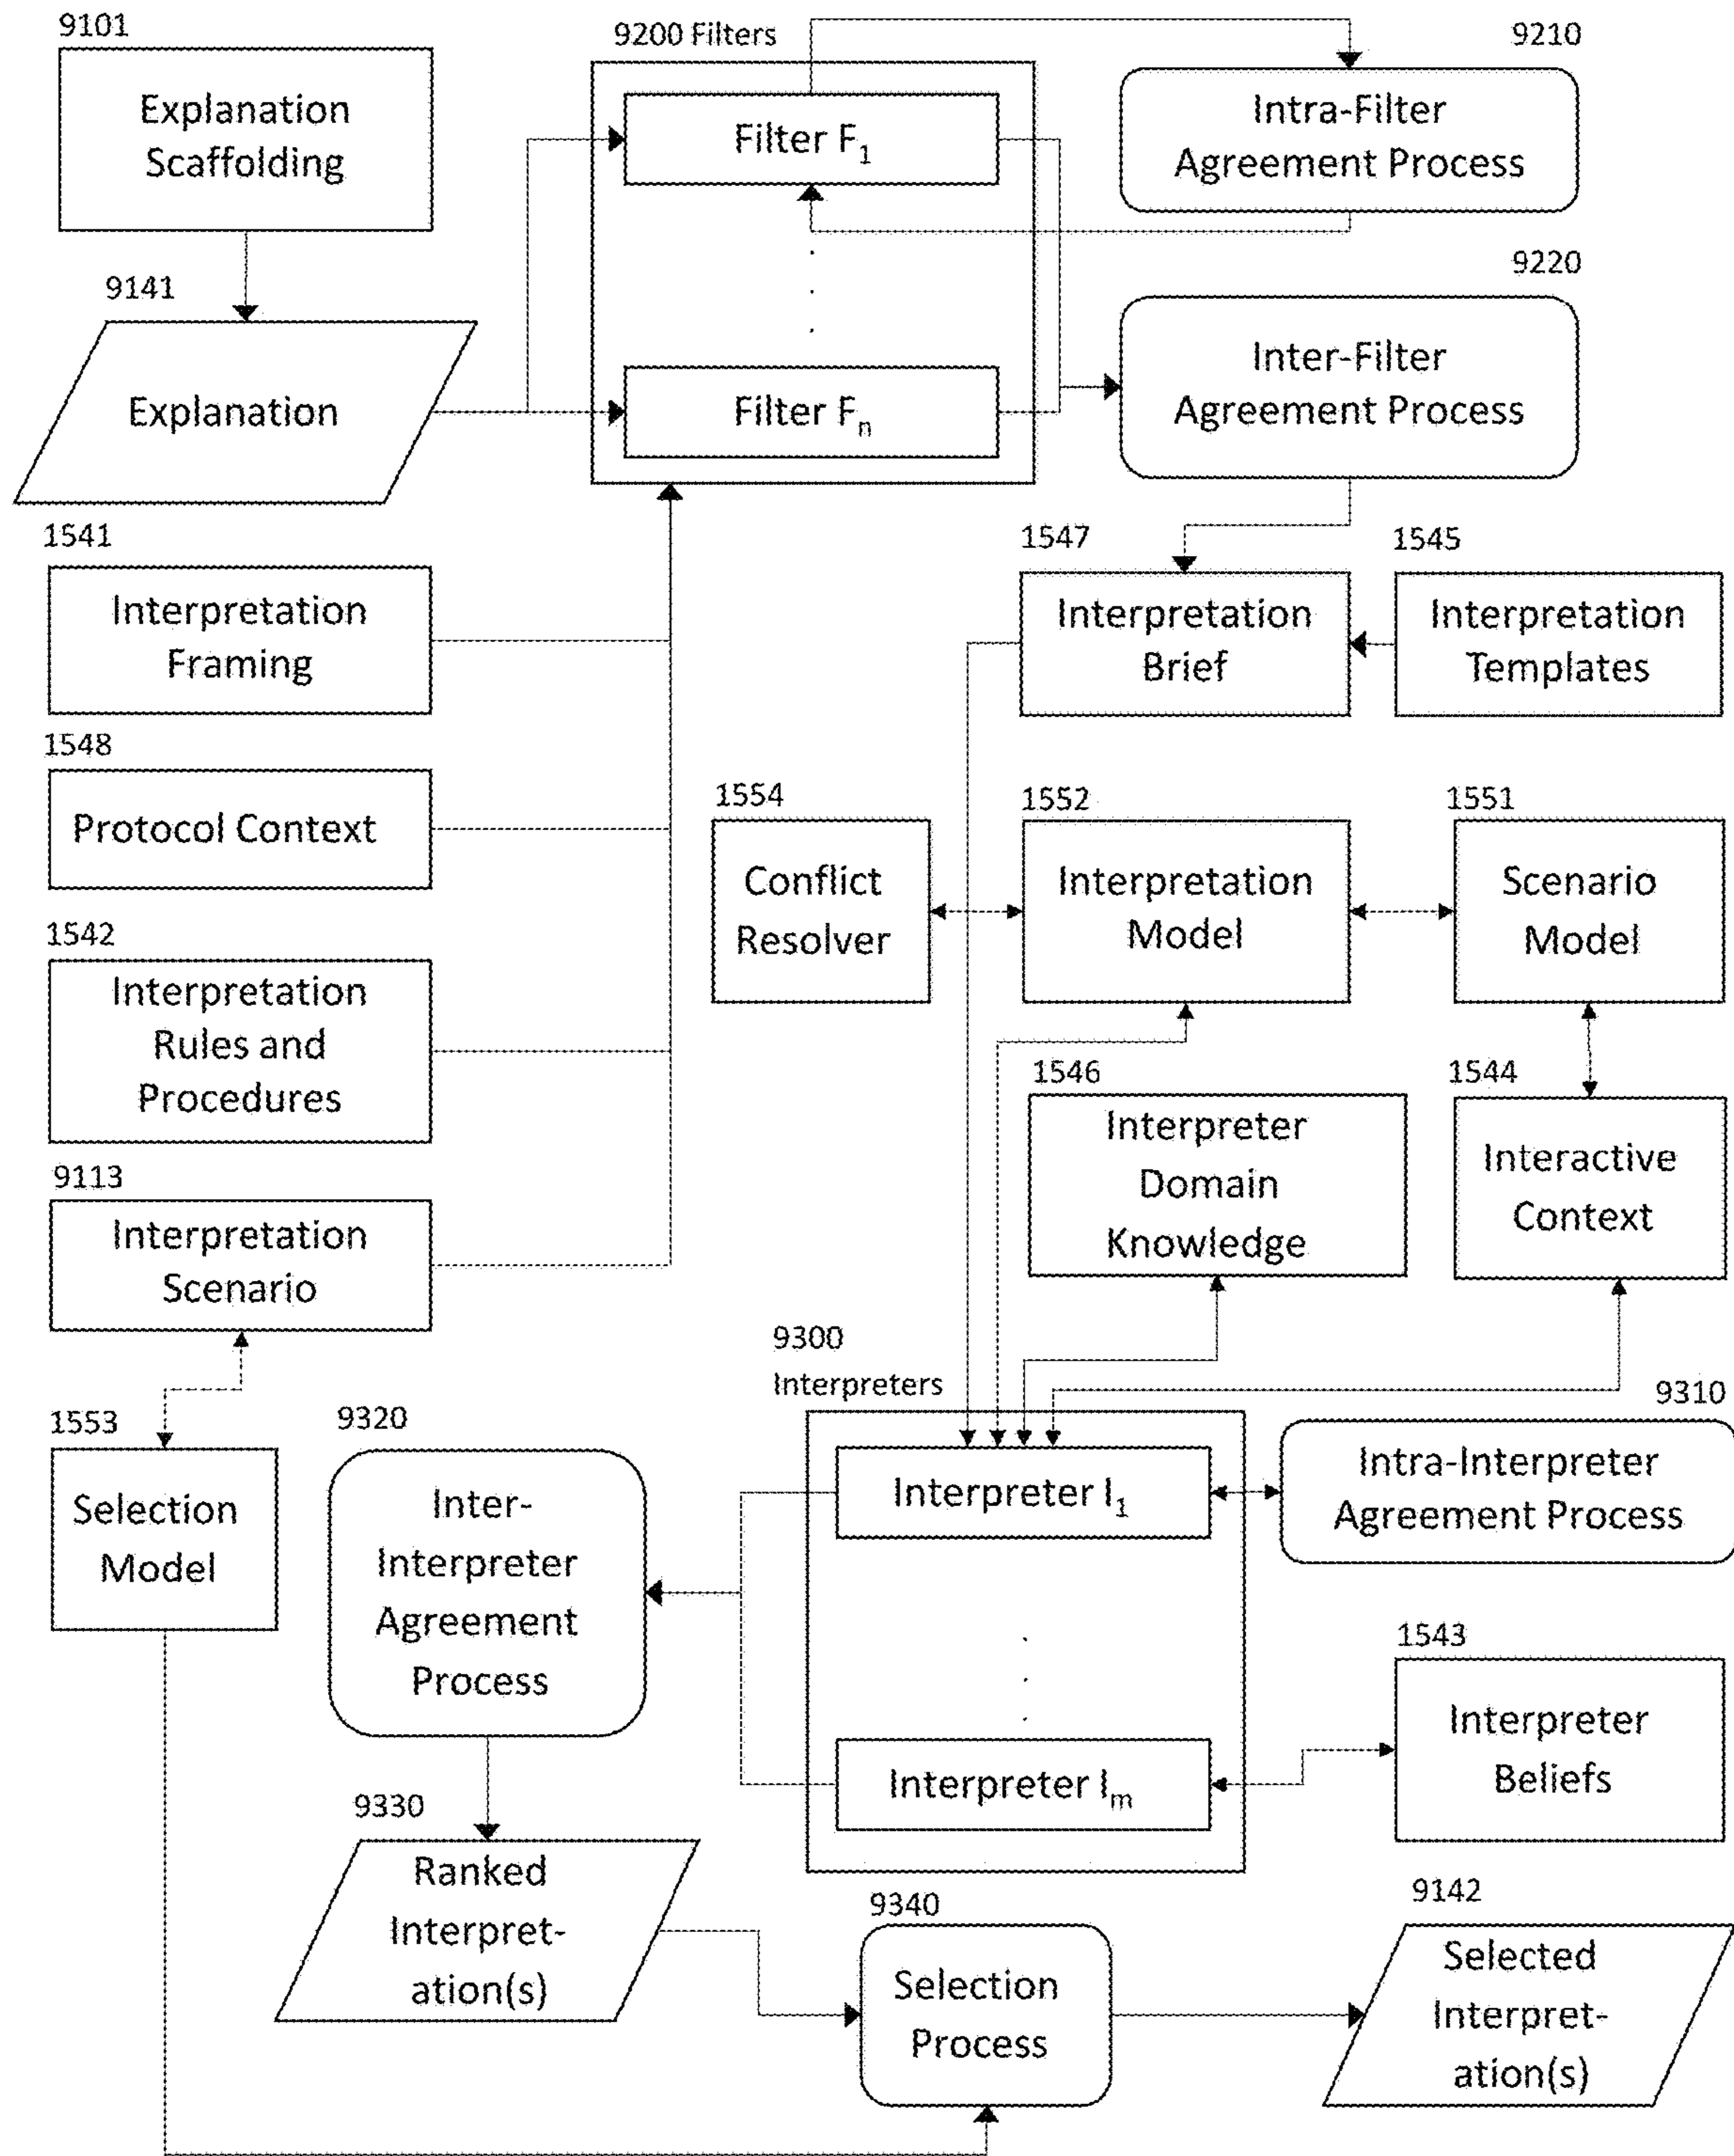 9101
Explanation
Scaffolding
9200 Filters
Filter F1
Filter Fn
9210
Intra-Filter
Agreement Process
9220
Inter-Filter
Agreement Process
9141
Explanation
1541
Interpretation
Framing
1547
Interpretation
Brief
1545
Interpretation
Templates
1548
Protocol Context
1554
Conflict
Resolver
1552
Interpretation
Model
1551
Scenario
Model
1542
Interpretation
Rules and
Procedures
1546
Interpreter
Domain
Knowledge
1544
Interactive
Context
9113
Interpretation
Scenario
9300
Interpreters
Interpreter I1
Interpreter Im
9310
Intra-Interpreter
Agreement Process
1553
Selection
Model
9320
Inter-
Interpreter
Agreement
Process
1543
Interpreter
Beliefs
9330
Ranked
Interpret-
ation(s)
9340
Selection
Process
9142
Selected
Interpret-
ation(s)